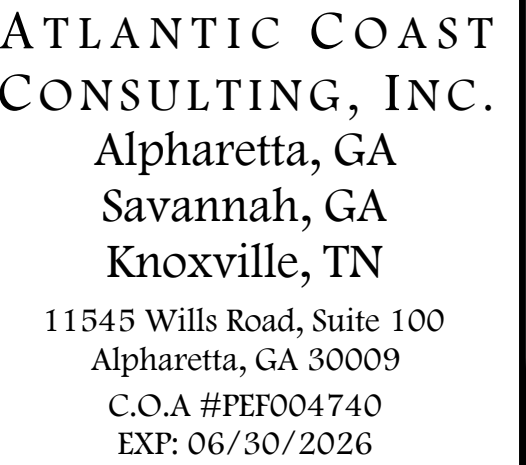 ATLANTIC COAST
CONSULTING, INC.
Alpharetta, GA
Savannah, GA
Knoxville, TN
11545 Wills Road, Suite 100
Alpharetta, GA 30009
C.O.A #PEF004740
EXP: 06/30/2026